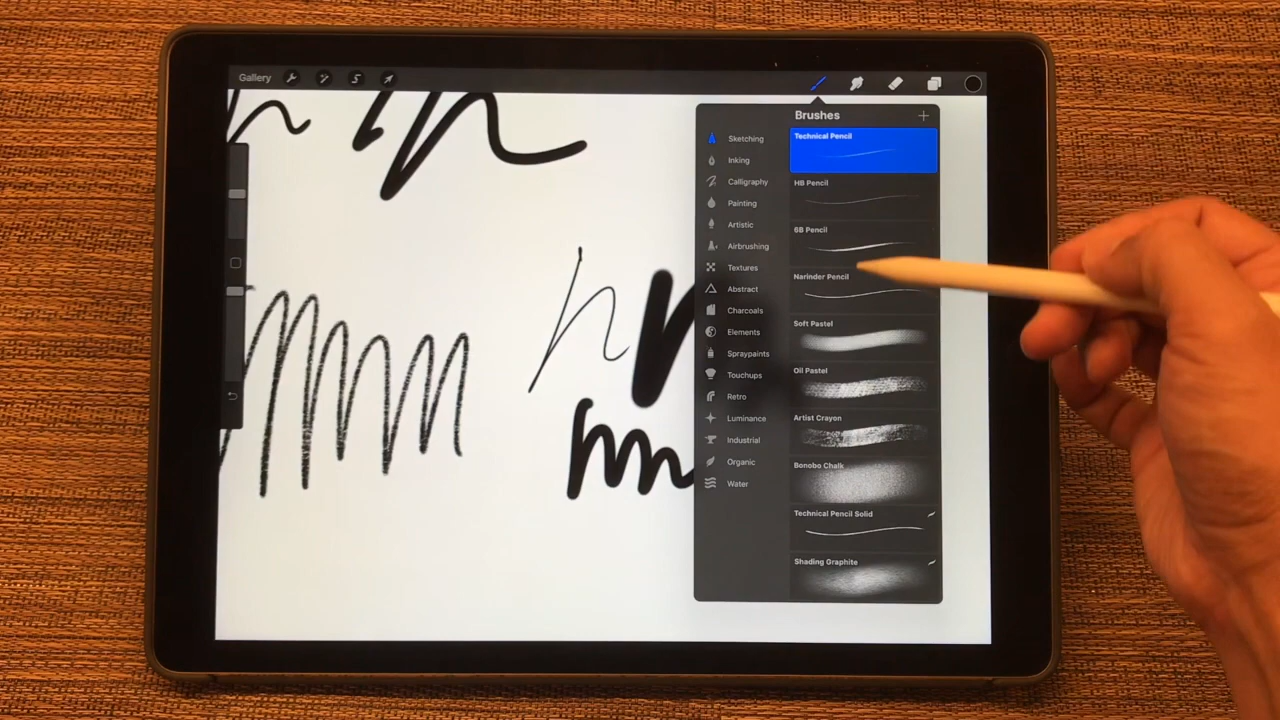 Gallery
Brushes
Sketching
Inking
Calligraphy
Painting
Artistic
Airbrushing
Textures
Abstract
Charcoals
Elements
Spraypaints
Touchups
Retro
Luminance
Industrial
Organic
Water
Technical Pencil
HB Pencil
6B Pencil
Narinder Pencil
Soft Pastel
Oil Pastel
Artist Crayon
Bonobo Chalk
Technical Pencil Solid
Shading Graphite